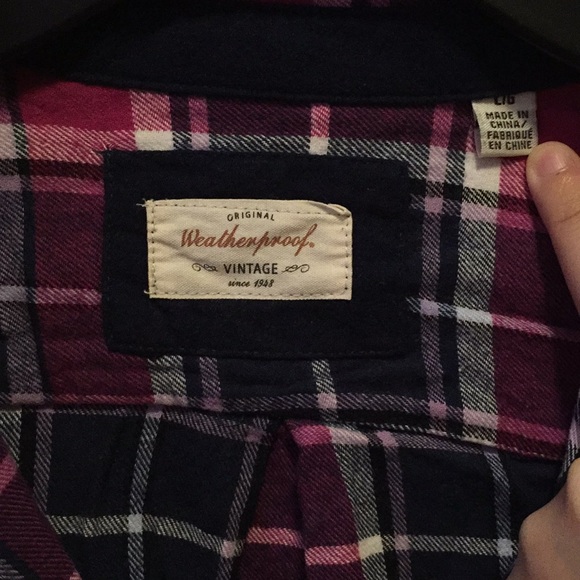 ORIGINAL
Weatherproof®
VINTAGE
since 1948
L/G
MADE IN
CHINA/
FABRIQUÉ
EN CHINE